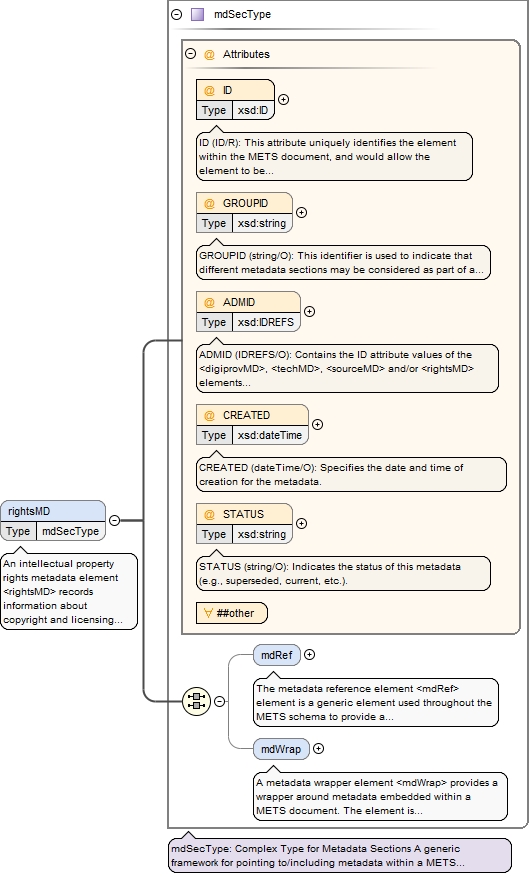 mdSecType
@ Attributes
@ ID
Type xsd:ID
ID (ID/R): This attribute uniquely identifies the element
within the METS document, and would allow the
element to be...
@ GROUPID
Type xsd:string
GROUPID (string/O): This identifier is used to indicate that
different metadata sections may be considered as part of a...
@ ADMID
Type xsd:IDREFS
ADMID (IDREFS/O): Contains the ID attribute values of the
<digiprovMD>, <techMD>, <sourceMD> and/or <rightsMD>
elements...
@ CREATED
Type xsd:dateTime
CREATED (dateTime/O): Specifies the date and time of
creation for the metadata.
@ STATUS
Type xsd:string
STATUS (string/O): Indicates the status of this metadata
(e.g., superseded, current, etc.).
∀ ##other
rightsMD
Type mdSecType
An intellectual property
rights metadata element
<rightsMD> records
information about
copyright and licensing...
mdRef
The metadata reference element <mdRef>
element is a generic element used throughout the
METS schema to provide a...
mdWrap
A metadata wrapper element <mdWrap> provides a
wrapper around metadata embedded within a
METS document. The element is...
mdSecType: Complex Type for Metadata Sections A generic
framework for pointing to/including metadata within a METS...